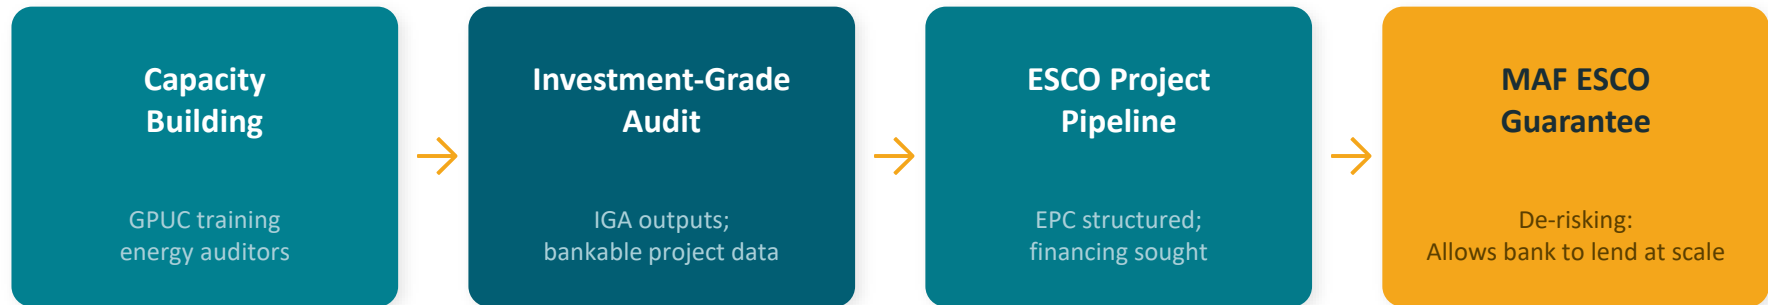 Capacity
Building
GPUC training
energy auditors
Investment-Grade
Audit
IGA outputs;
bankable project data
ESCO Project
Pipeline
EPC structured;
financing sought
MAF ESCO
Guarantee
De-risking:
Allows bank to lend at scale